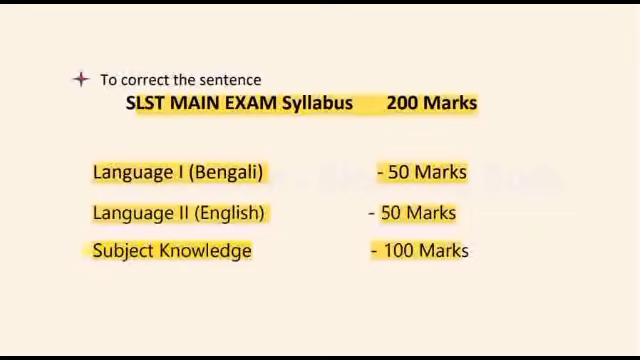 To correct the sentence
SLST MAIN EXAM Syllabus 200 Marks
Language I (Bengali) - 50 Marks
Language II (English) - 50 Marks
Subject Knowledge - 100 Marks